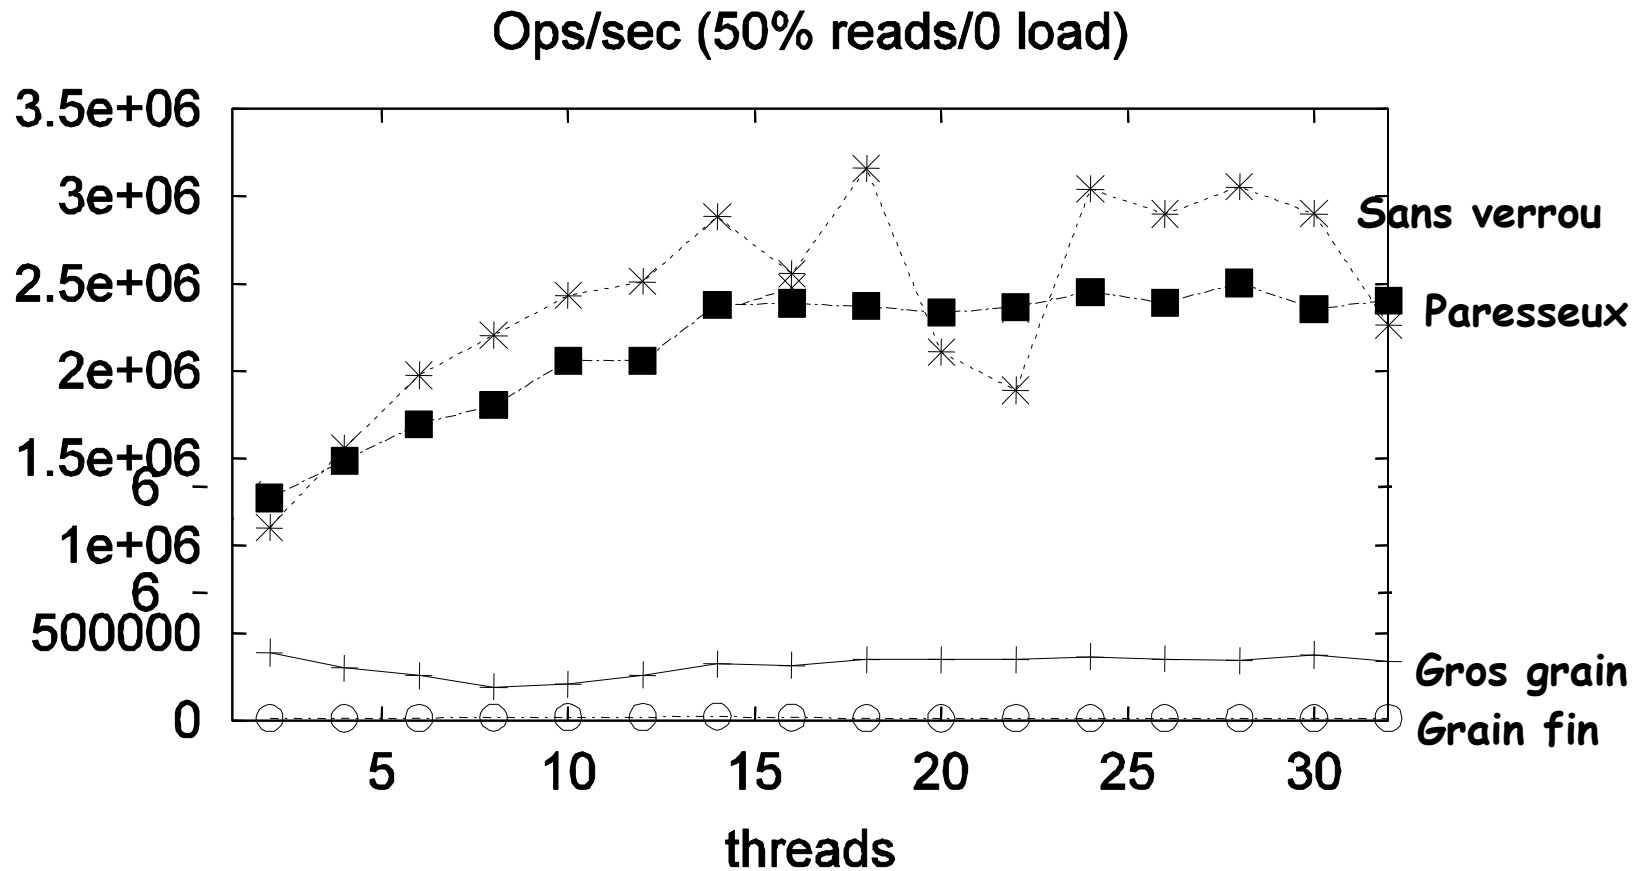 Ops/sec (50% reads/0 load)
3.5e+06
3e+06
Sans verrou
2.5e+06
Paresseux
2e+06
1.5e+06
6
1e+06
6
500000
Gros grain
0
Grain fin
5 10 15 20 25 30
threads